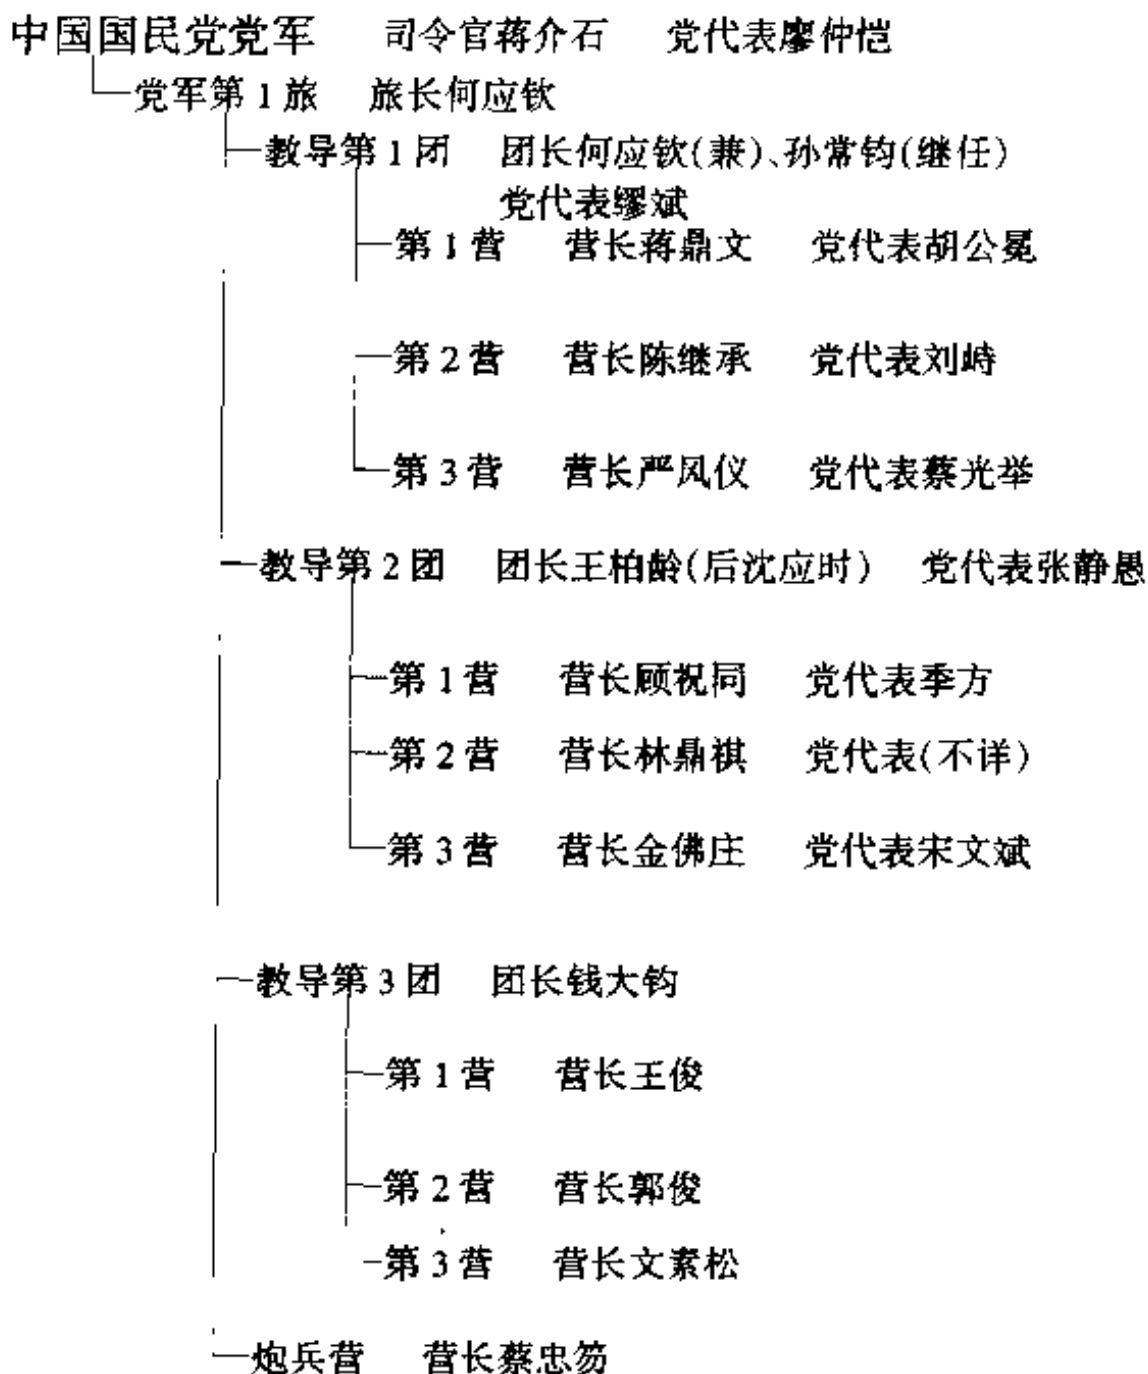 中国国民党党军 司令官蒋介石 党代表廖仲恺
党军第1旅 旅长何应钦
教导第1团 团长何应钦(兼)、孙常钧(继任)
党代表缪斌
第1营 营长蒋鼎文 党代表胡公冕
第2营 营长陈继承 党代表刘峙
第3营 营长严凤仪 党代表蔡光举
教导第2团 团长王柏龄(后沈应时) 党代表张静愚
第1营 营长顾祝同 党代表季方
第2营 营长林鼎祺 党代表(不详)
第3营 营长金佛庄 党代表宋文斌
教导第3团 团长钱大钧
第1营 营长王俊
第2营 营长郭俊
第3营 营长文素松
炮兵营 营长蔡忠笏